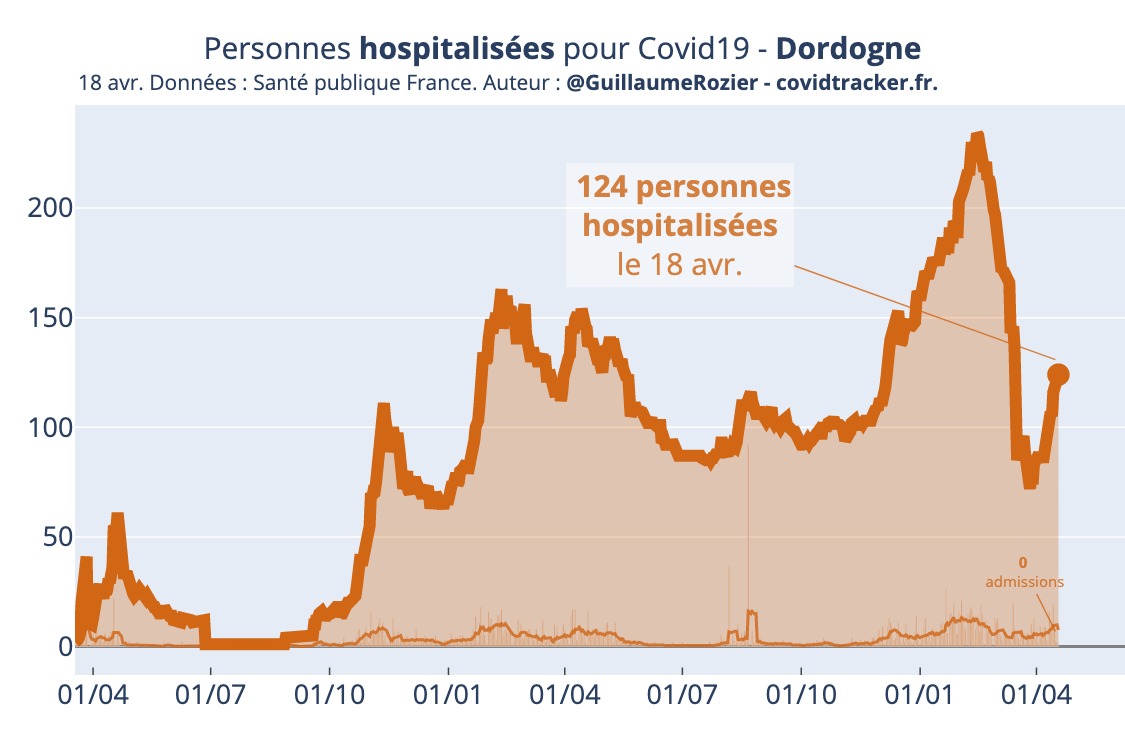 Personnes hospitalisées pour Covid19 - Dordogne
18 avr. Données : Santé publique France. Auteur : @GuillaumeRozier - covidtracker.fr.
124 personnes
hospitalisées
le 18 avr.
200
150
100
50
0
0
admissions
01/04 01/07 01/10 01/01 01/04 01/07 01/10 01/01 01/04